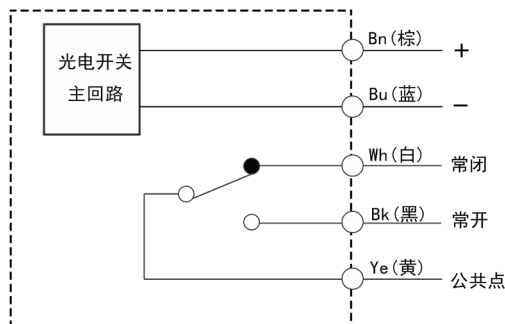 光电开关
主回路
Bn(棕) +
Bu(蓝) −
Wh(白) 常闭
Bk(黑) 常开
Ye(黄) 公共点